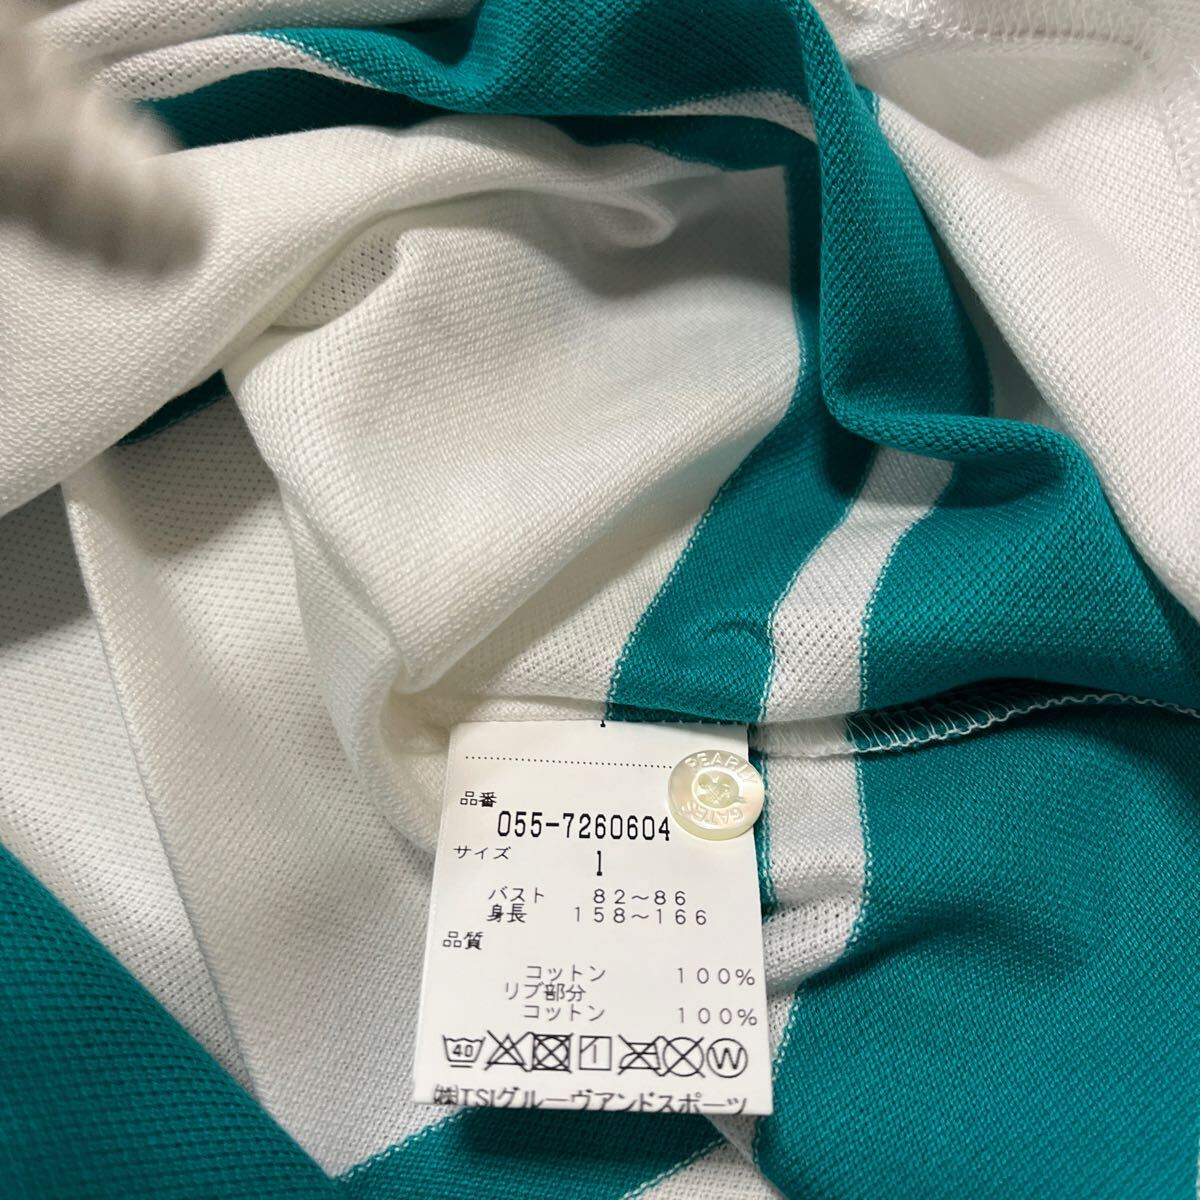 品番
055-7260604
サイズ
1
バスト 82～86
身長 158～166
品質
コットン 100%
リブ部分
コットン 100%
40 W
㈱TSIグルーヴアンドスポーツ
PEARLY
GATES